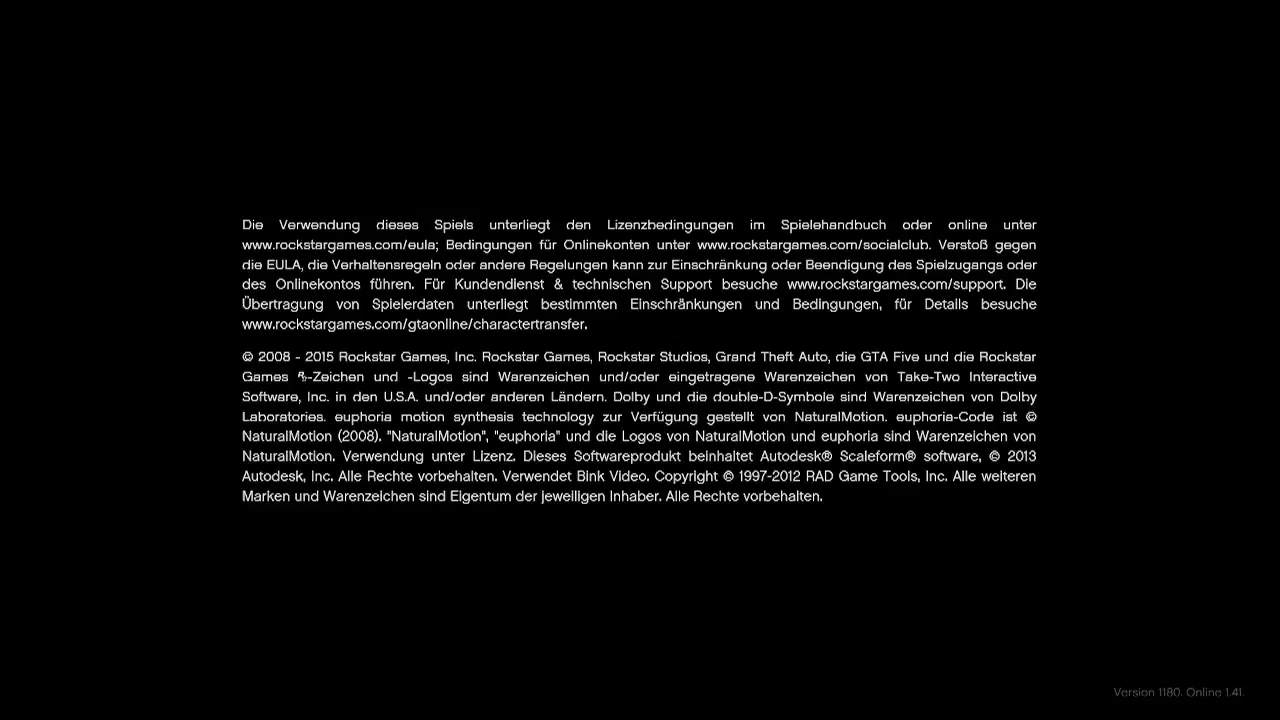 Die Verwendung dieses Spiels unterliegt den Lizenzbedingungen im Spielehandbuch oder online unter
www.rockstargames.com/eula; Bedingungen für Onlinekonten unter www.rockstargames.com/socialclub. Verstoß gegen
die EULA, die Verhaltensregeln oder andere Regelungen kann zur Einschränkung oder Beendigung des Spielzugangs oder
des Onlinekontos führen. Für Kundendienst & technischen Support besuche www.rockstargames.com/support. Die
Übertragung von Spielerdaten unterliegt bestimmten Einschränkungen und Bedingungen, für Details besuche
www.rockstargames.com/gtaonline/charactertransfer.
© 2008 - 2015 Rockstar Games, Inc. Rockstar Games, Rockstar Studios, Grand Theft Auto, die GTA Five und die Rockstar
Games R*-Zeichen und -Logos sind Warenzeichen und/oder eingetragene Warenzeichen von Take-Two Interactive
Software, Inc. in den U.S.A. und/oder anderen Ländern. Dolby und die double-D-Symbole sind Warenzeichen von Dolby
Laboratories. euphoria motion synthesis technology zur Verfügung gestellt von NaturalMotion. euphoria-Code ist ©
NaturalMotion (2008). "NaturalMotion", "euphoria" und die Logos von NaturalMotion und euphoria sind Warenzeichen von
NaturalMotion. Verwendung unter Lizenz. Dieses Softwareprodukt beinhaltet Autodesk® Scaleform® software, © 2013
Autodesk, Inc. Alle Rechte vorbehalten. Verwendet Bink Video. Copyright © 1997-2012 RAD Game Tools, Inc. Alle weiteren
Marken und Warenzeichen sind Eigentum der jeweiligen Inhaber. Alle Rechte vorbehalten.
Version 1180. Online 1.41.